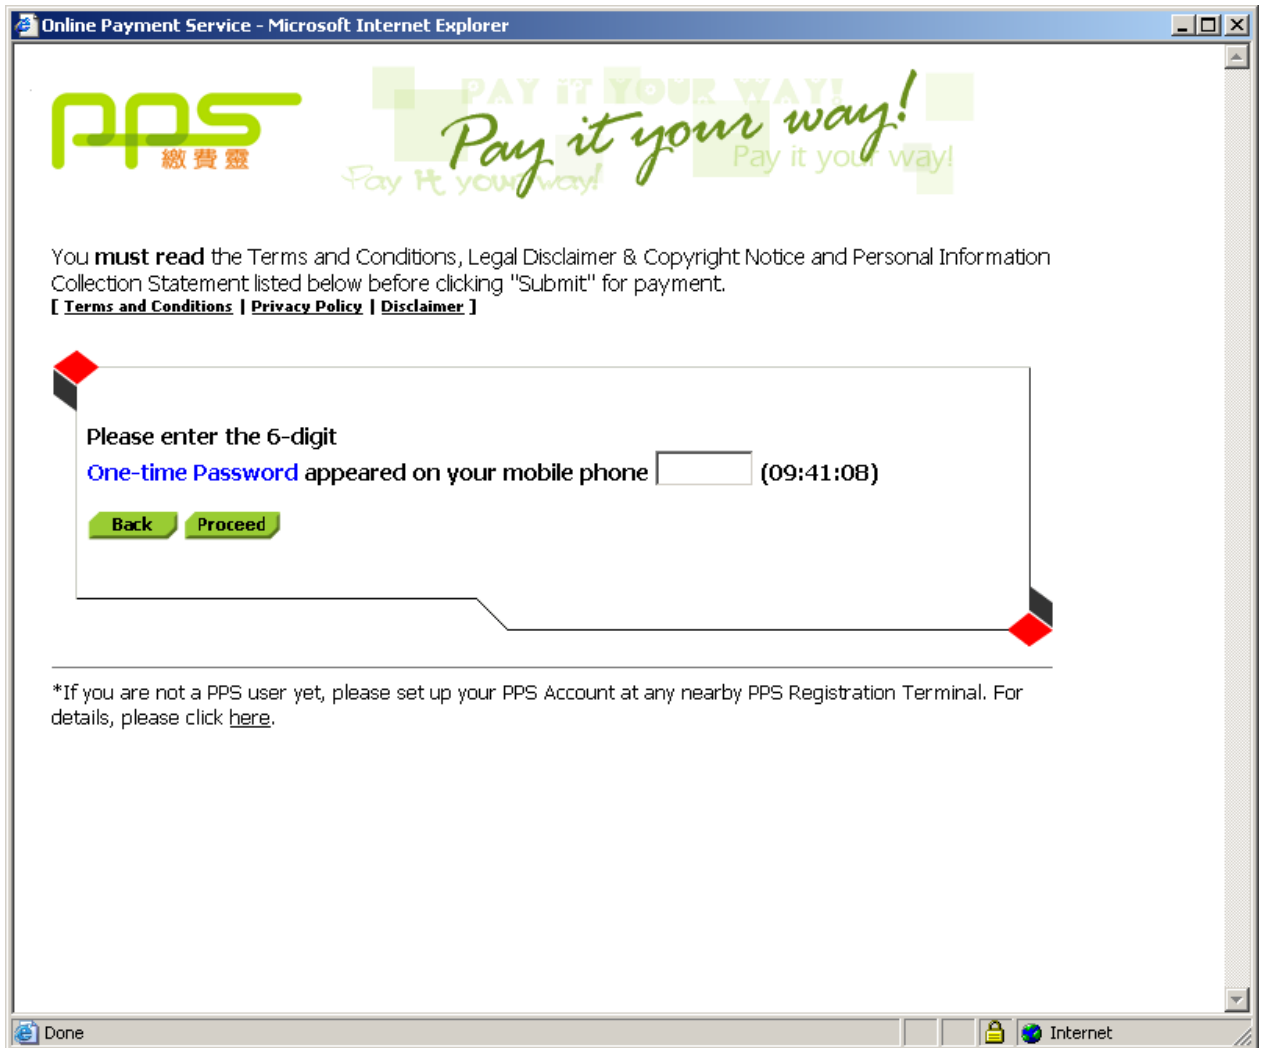 Online Payment Service - Microsoft Internet Explorer
pps
繳費靈
PAY iT YOUR WAY!
Pay it your way!
Pay it your way!
Pay it your way!
You must read the Terms and Conditions, Legal Disclaimer & Copyright Notice and Personal Information
Collection Statement listed below before clicking "Submit" for payment.
[ Terms and Conditions | Privacy Policy | Disclaimer ]
Please enter the 6-digit
One-time Password appeared on your mobile phone (09:41:08)
Back Proceed
*If you are not a PPS user yet, please set up your PPS Account at any nearby PPS Registration Terminal. For
details, please click here.
Done Internet